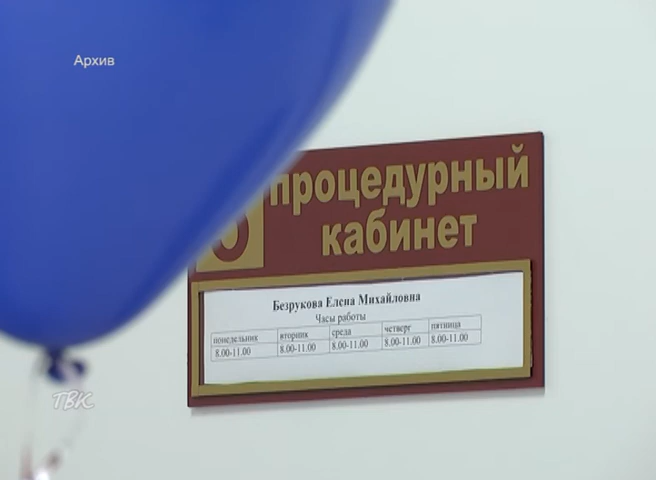 Архив
процедурный
кабинет
Безрукова Елена Михайловна
Часы работы
понедельник вторник среда четверг пятница
8.00-11.00 8.00-11.00 8.00-11.00 8.00-11.00 8.00-11.00
ТВК